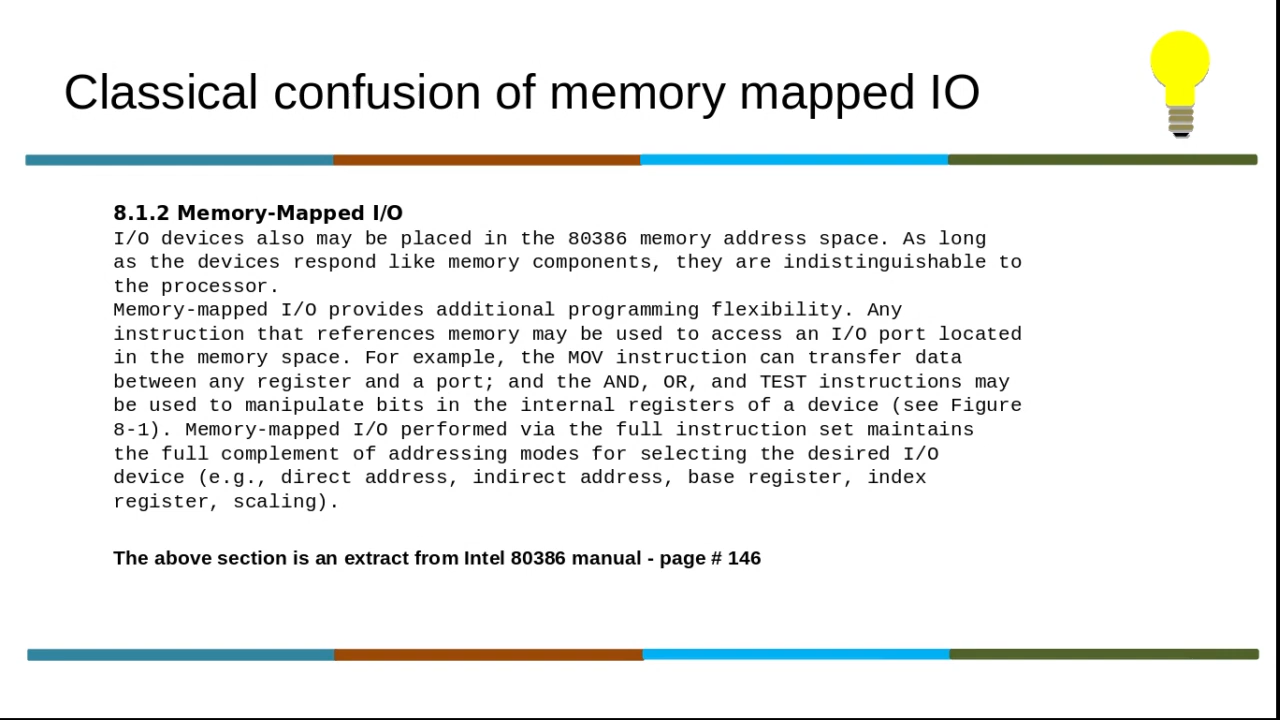 Classical confusion of memory mapped IO
8.1.2 Memory-Mapped I/O
I/O devices also may be placed in the 80386 memory address space. As long
as the devices respond like memory components, they are indistinguishable to
the processor.
Memory-mapped I/O provides additional programming flexibility. Any
instruction that references memory may be used to access an I/O port located
in the memory space. For example, the MOV instruction can transfer data
between any register and a port; and the AND, OR, and TEST instructions may
be used to manipulate bits in the internal registers of a device (see Figure
8-1). Memory-mapped I/O performed via the full instruction set maintains
the full complement of addressing modes for selecting the desired I/O
device (e.g., direct address, indirect address, base register, index
register, scaling).
The above section is an extract from Intel 80386 manual - page # 146